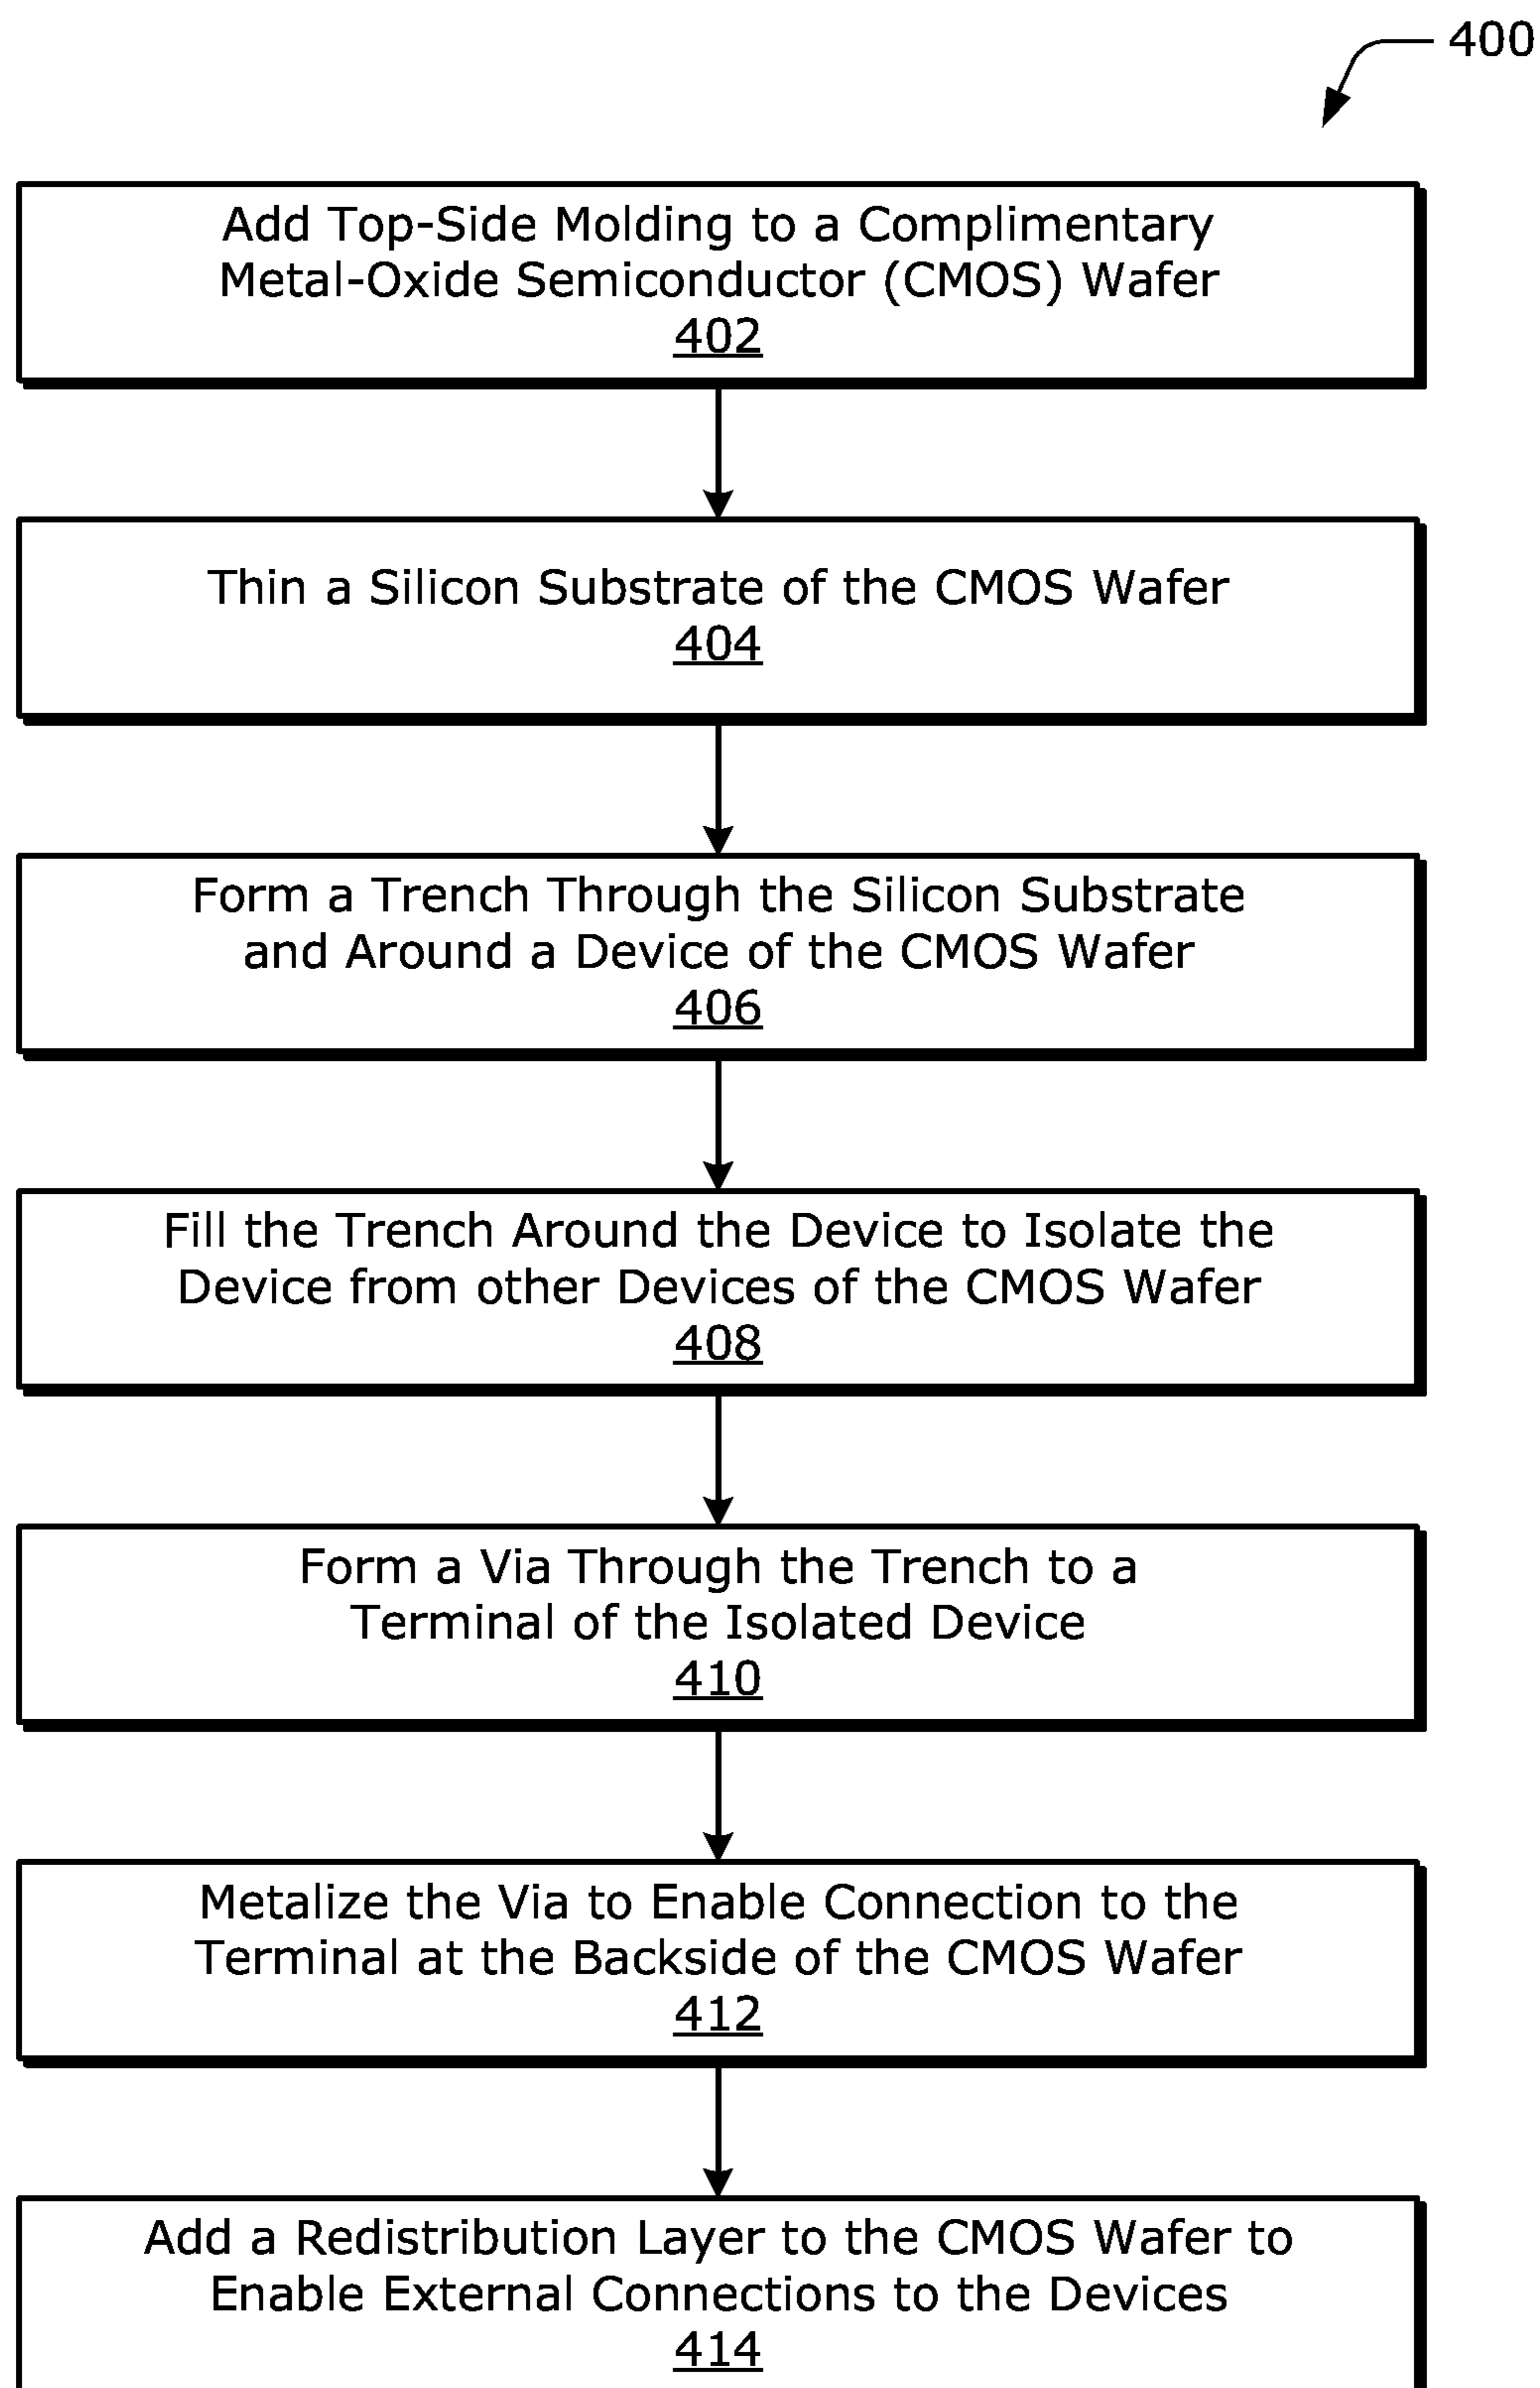 400
Add Top-Side Molding to a Complimentary
Metal-Oxide Semiconductor (CMOS) Wafer
402
Thin a Silicon Substrate of the CMOS Wafer
404
Form a Trench Through the Silicon Substrate
and Around a Device of the CMOS Wafer
406
Fill the Trench Around the Device to Isolate the
Device from other Devices of the CMOS Wafer
408
Form a Via Through the Trench to a
Terminal of the Isolated Device
410
Metalize the Via to Enable Connection to the
Terminal at the Backside of the CMOS Wafer
412
Add a Redistribution Layer to the CMOS Wafer to
Enable External Connections to the Devices
414